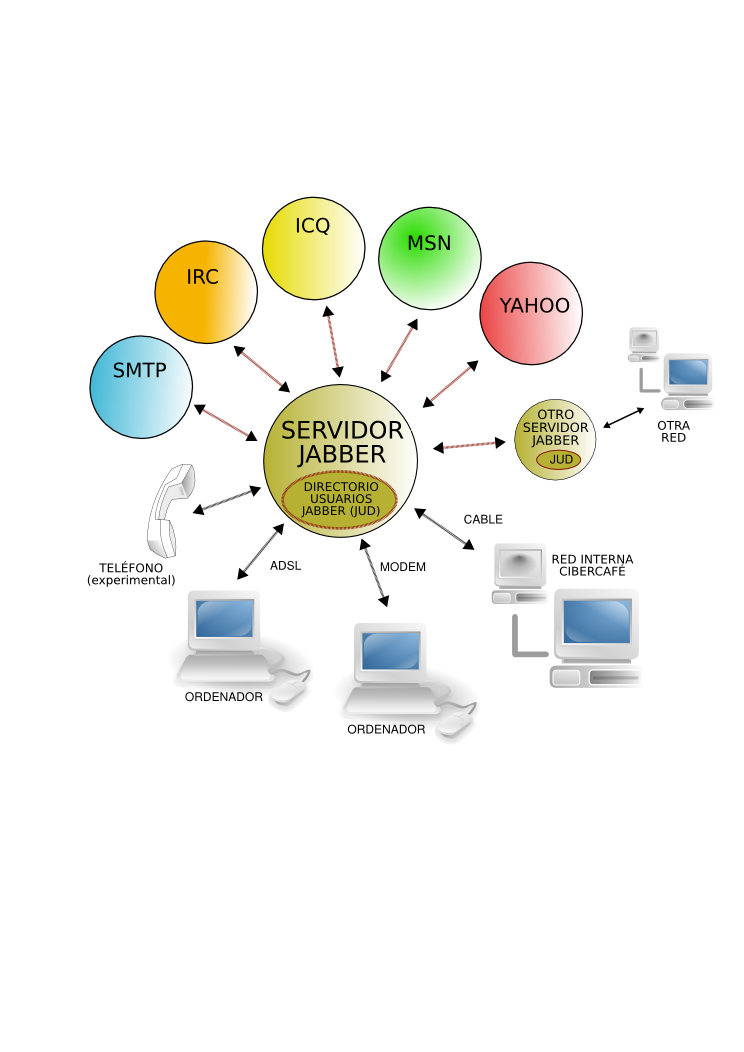 ICQ
MSN
IRC
YAHOO
SMTP
OTRO
SERVIDOR
JABBER
JUD
OTRA
RED
SERVIDOR
JABBER
DIRECTORIO
USUARIOS
JABBER (JUD)
CABLE
TELÉFONO
(experimental)
ADSL
MODEM
RED INTERNA
CIBERCAFÉ
ORDENADOR
ORDENADOR